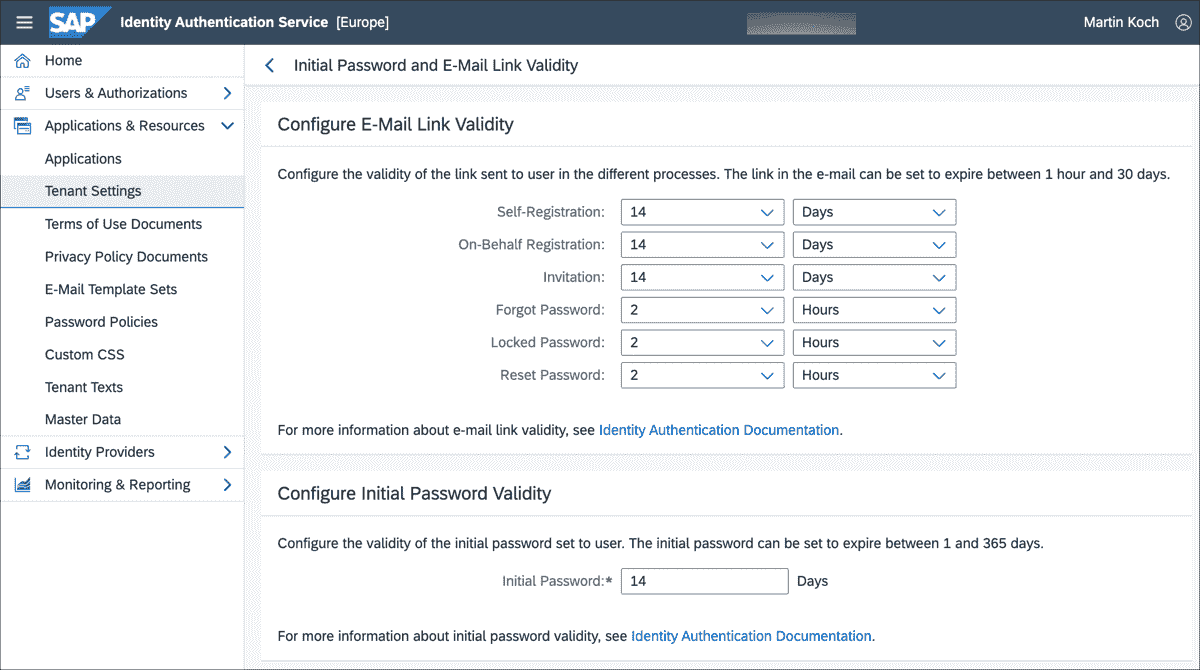 SAP Identity Authentication Service [Europe] Martin Koch
Home
Users & Authorizations
Applications & Resources
Applications
Tenant Settings
Terms of Use Documents
Privacy Policy Documents
E-Mail Template Sets
Password Policies
Custom CSS
Tenant Texts
Master Data
Identity Providers
Monitoring & Reporting
Initial Password and E-Mail Link Validity
Configure E-Mail Link Validity
Configure the validity of the link sent to user in the different processes. The link in the e-mail can be set to expire between 1 hour and 30 days.
Self-Registration: 14 Days
On-Behalf Registration: 14 Days
Invitation: 14 Days
Forgot Password: 2 Hours
Locked Password: 2 Hours
Reset Password: 2 Hours
For more information about e-mail link validity, see Identity Authentication Documentation.
Configure Initial Password Validity
Configure the validity of the initial password set to user. The initial password can be set to expire between 1 and 365 days.
Initial Password:* 14 Days
For more information about initial password validity, see Identity Authentication Documentation.